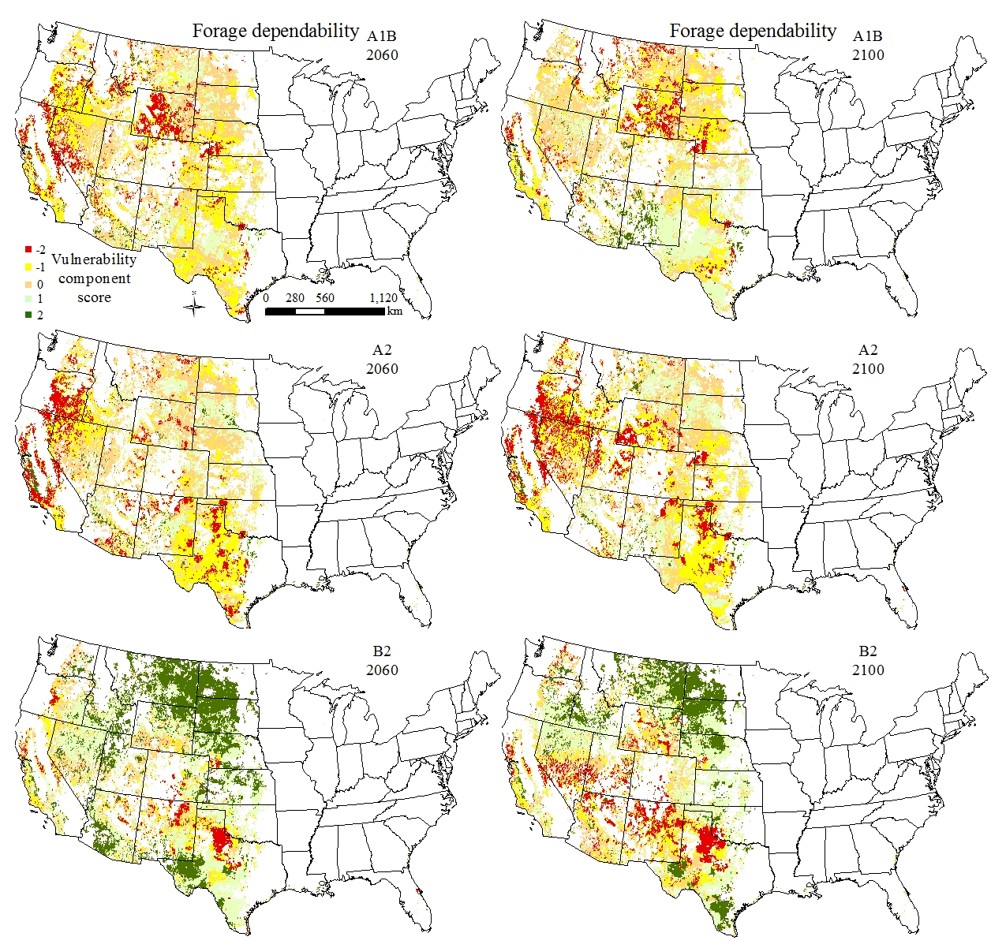 Forage dependability
A1B
2060
Forage dependability
A1B
2100
-2
-1
0
1
2
Vulnerability
component
score
0 280 560 1,120
km
A2
2060
A2
2100
B2
2060
B2
2100